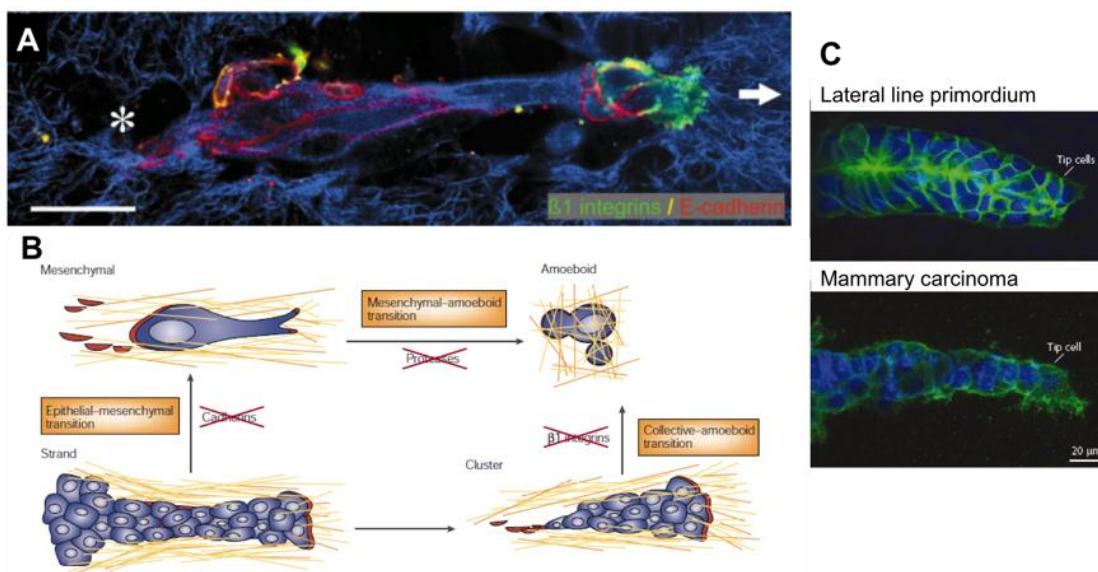 A
*
ß1 integrins / E-cadherin
B
Mesenchymal
Amoeboid
Mesenchymal–amoeboid
transition
Proteases
Epithelial–mesenchymal
transition
Cadherins
β1 integrins
Collective–amoeboid
transition
Strand
Cluster
C
Lateral line primordium
Tip cells
Mammary carcinoma
Tip cell
20 µm